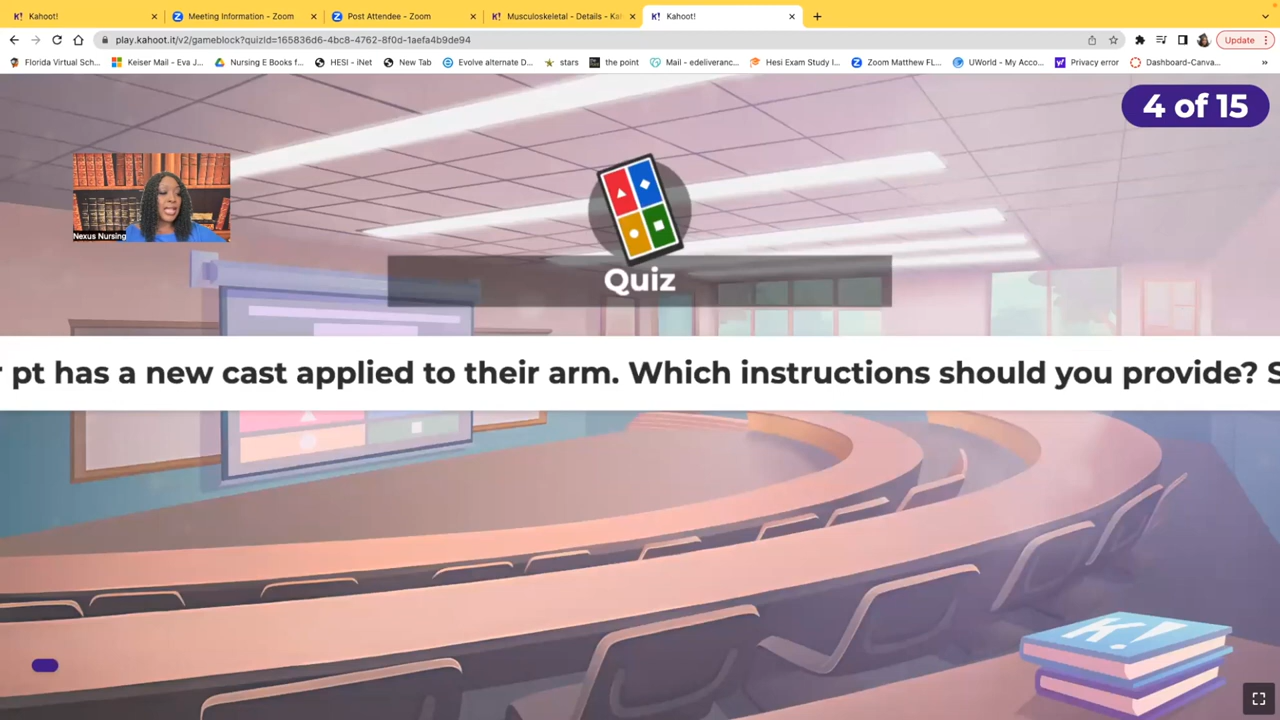 Kahoot!
Meeting Information - Zoom
Post Attendee - Zoom
Musculoskeletal - Details - Kah
Kahoot!
play.kahoot.it/v2/gameblock?quizId=165836d6-4bc8-4762-8f0d-1aefa4b9de94
Update
Florida Virtual Sch...
Keiser Mail - Eva J...
Nursing E Books f...
HESI - iNet
New Tab
Evolve alternate D...
stars
the point
Mail - edeliveranc...
Hesi Exam Study I...
Zoom Matthew FL...
UWorld - My Acco...
Privacy error
Dashboard-Canva...
4 of 15
Nexus Nursing
Quiz
r pt has a new cast applied to their arm. Which instructions should you provide? S
K!